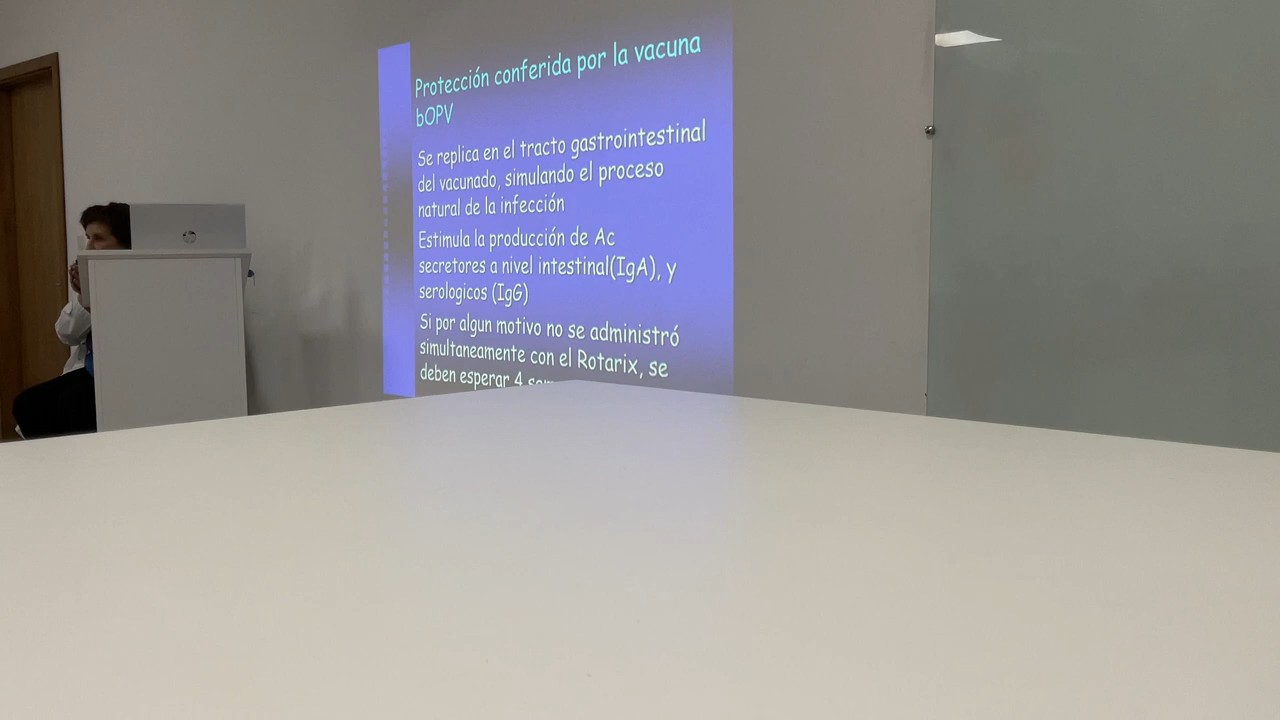 Protección conferida por la vacuna
bOPV
Se replica en el tracto gastrointestinal
del vacunado, simulando el proceso
natural de la infección
Estimula la producción de Ac
secretores a nivel intestinal(IgA), y
serologicos (IgG)
Si por algun motivo no se administró
simultaneamente con el Rotarix, se
deben esperar 4